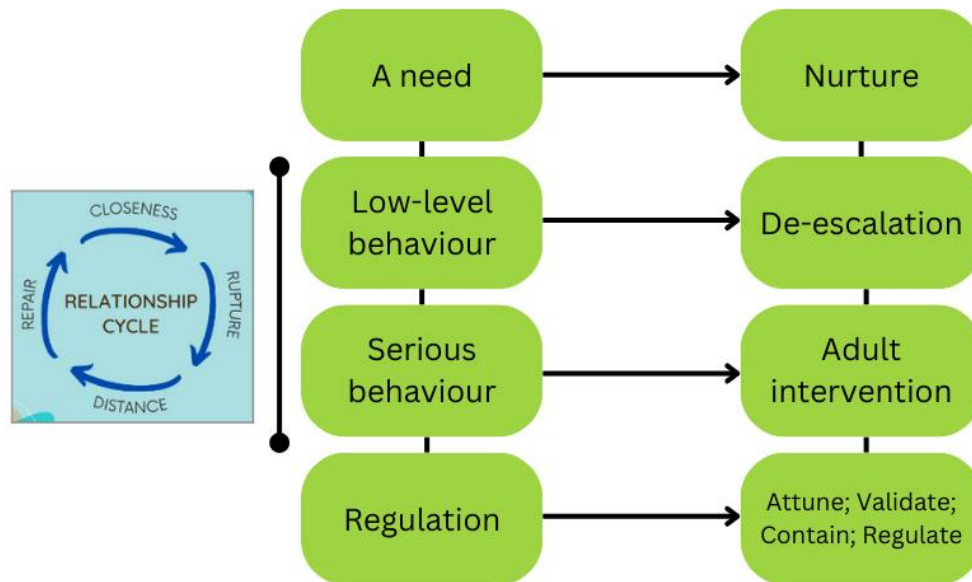 A need
Nurture
Low-level
behaviour
De-escalation
Serious
behaviour
Adult
intervention
Regulation
Attune; Validate;
Contain; Regulate
CLOSENESS
RUPTURE
DISTANCE
REPAIR
RELATIONSHIP
CYCLE